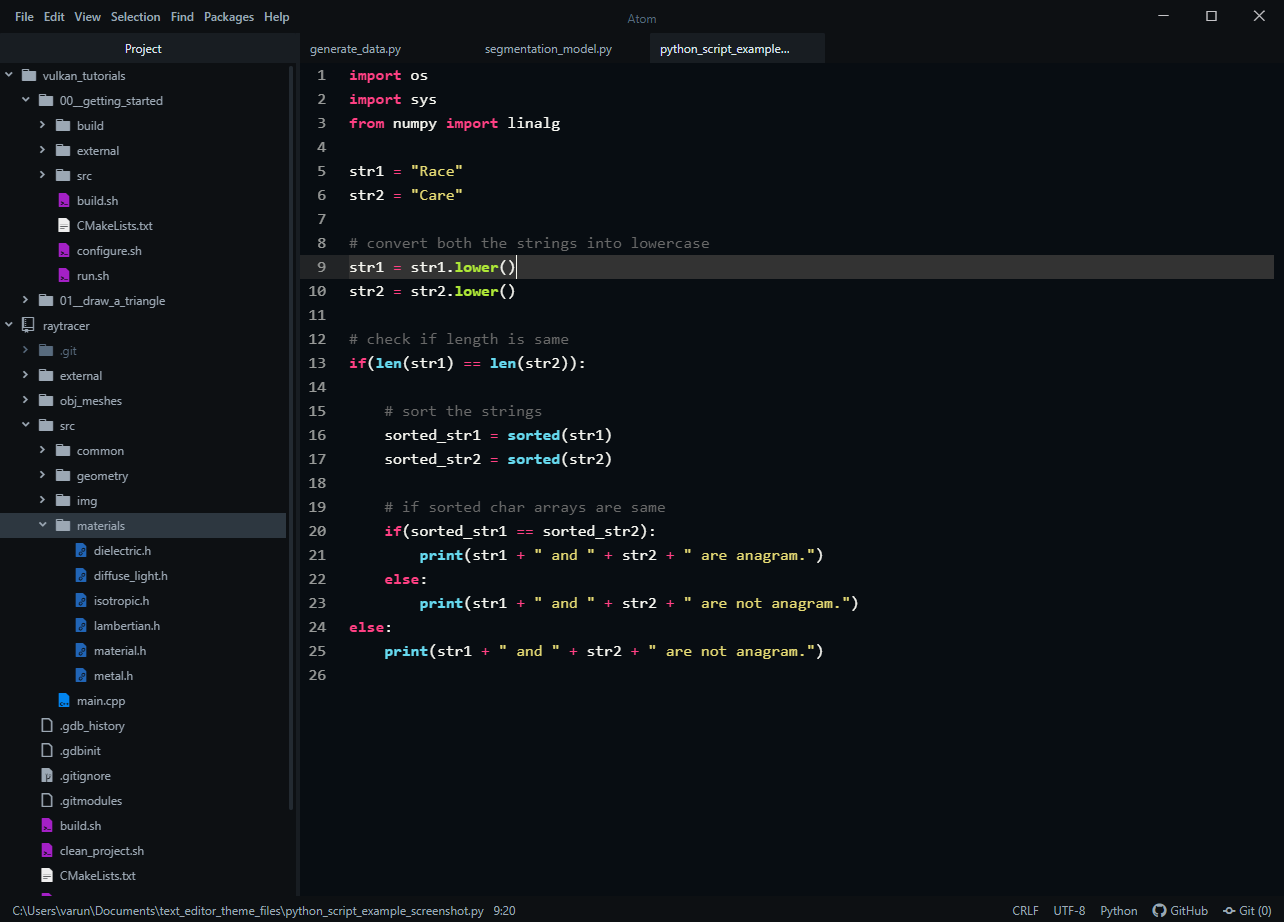 File Edit View Selection Find Packages Help
Atom
Project
generate_data.py
segmentation_model.py
python_script_example...
vulkan_tutorials
00__getting_started
build
external
src
build.sh
CMakeLists.txt
configure.sh
run.sh
01__draw_a_triangle
raytracer
.git
external
obj_meshes
src
common
geometry
img
materials
dielectric.h
diffuse_light.h
isotropic.h
lambertian.h
material.h
metal.h
main.cpp
.gdb_history
.gdbinit
.gitignore
.gitmodules
build.sh
clean_project.sh
CMakeLists.txt
1 import os
2 import sys
3 from numpy import linalg
4
5 str1 = "Race"
6 str2 = "Care"
7
8 # convert both the strings into lowercase
9 str1 = str1.lower()
10 str2 = str2.lower()
11
12 # check if length is same
13 if(len(str1) == len(str2)):
14
15     # sort the strings
16     sorted_str1 = sorted(str1)
17     sorted_str2 = sorted(str2)
18
19     # if sorted char arrays are same
20     if(sorted_str1 == sorted_str2):
21         print(str1 + " and " + str2 + " are anagram.")
22     else:
23         print(str1 + " and " + str2 + " are not anagram.")
24 else:
25     print(str1 + " and " + str2 + " are not anagram.")
26
C:\Users\varun\Documents\text_editor_theme_files\python_script_example_screenshot.py 9:20 CRLF UTF-8 Python GitHub Git (0)